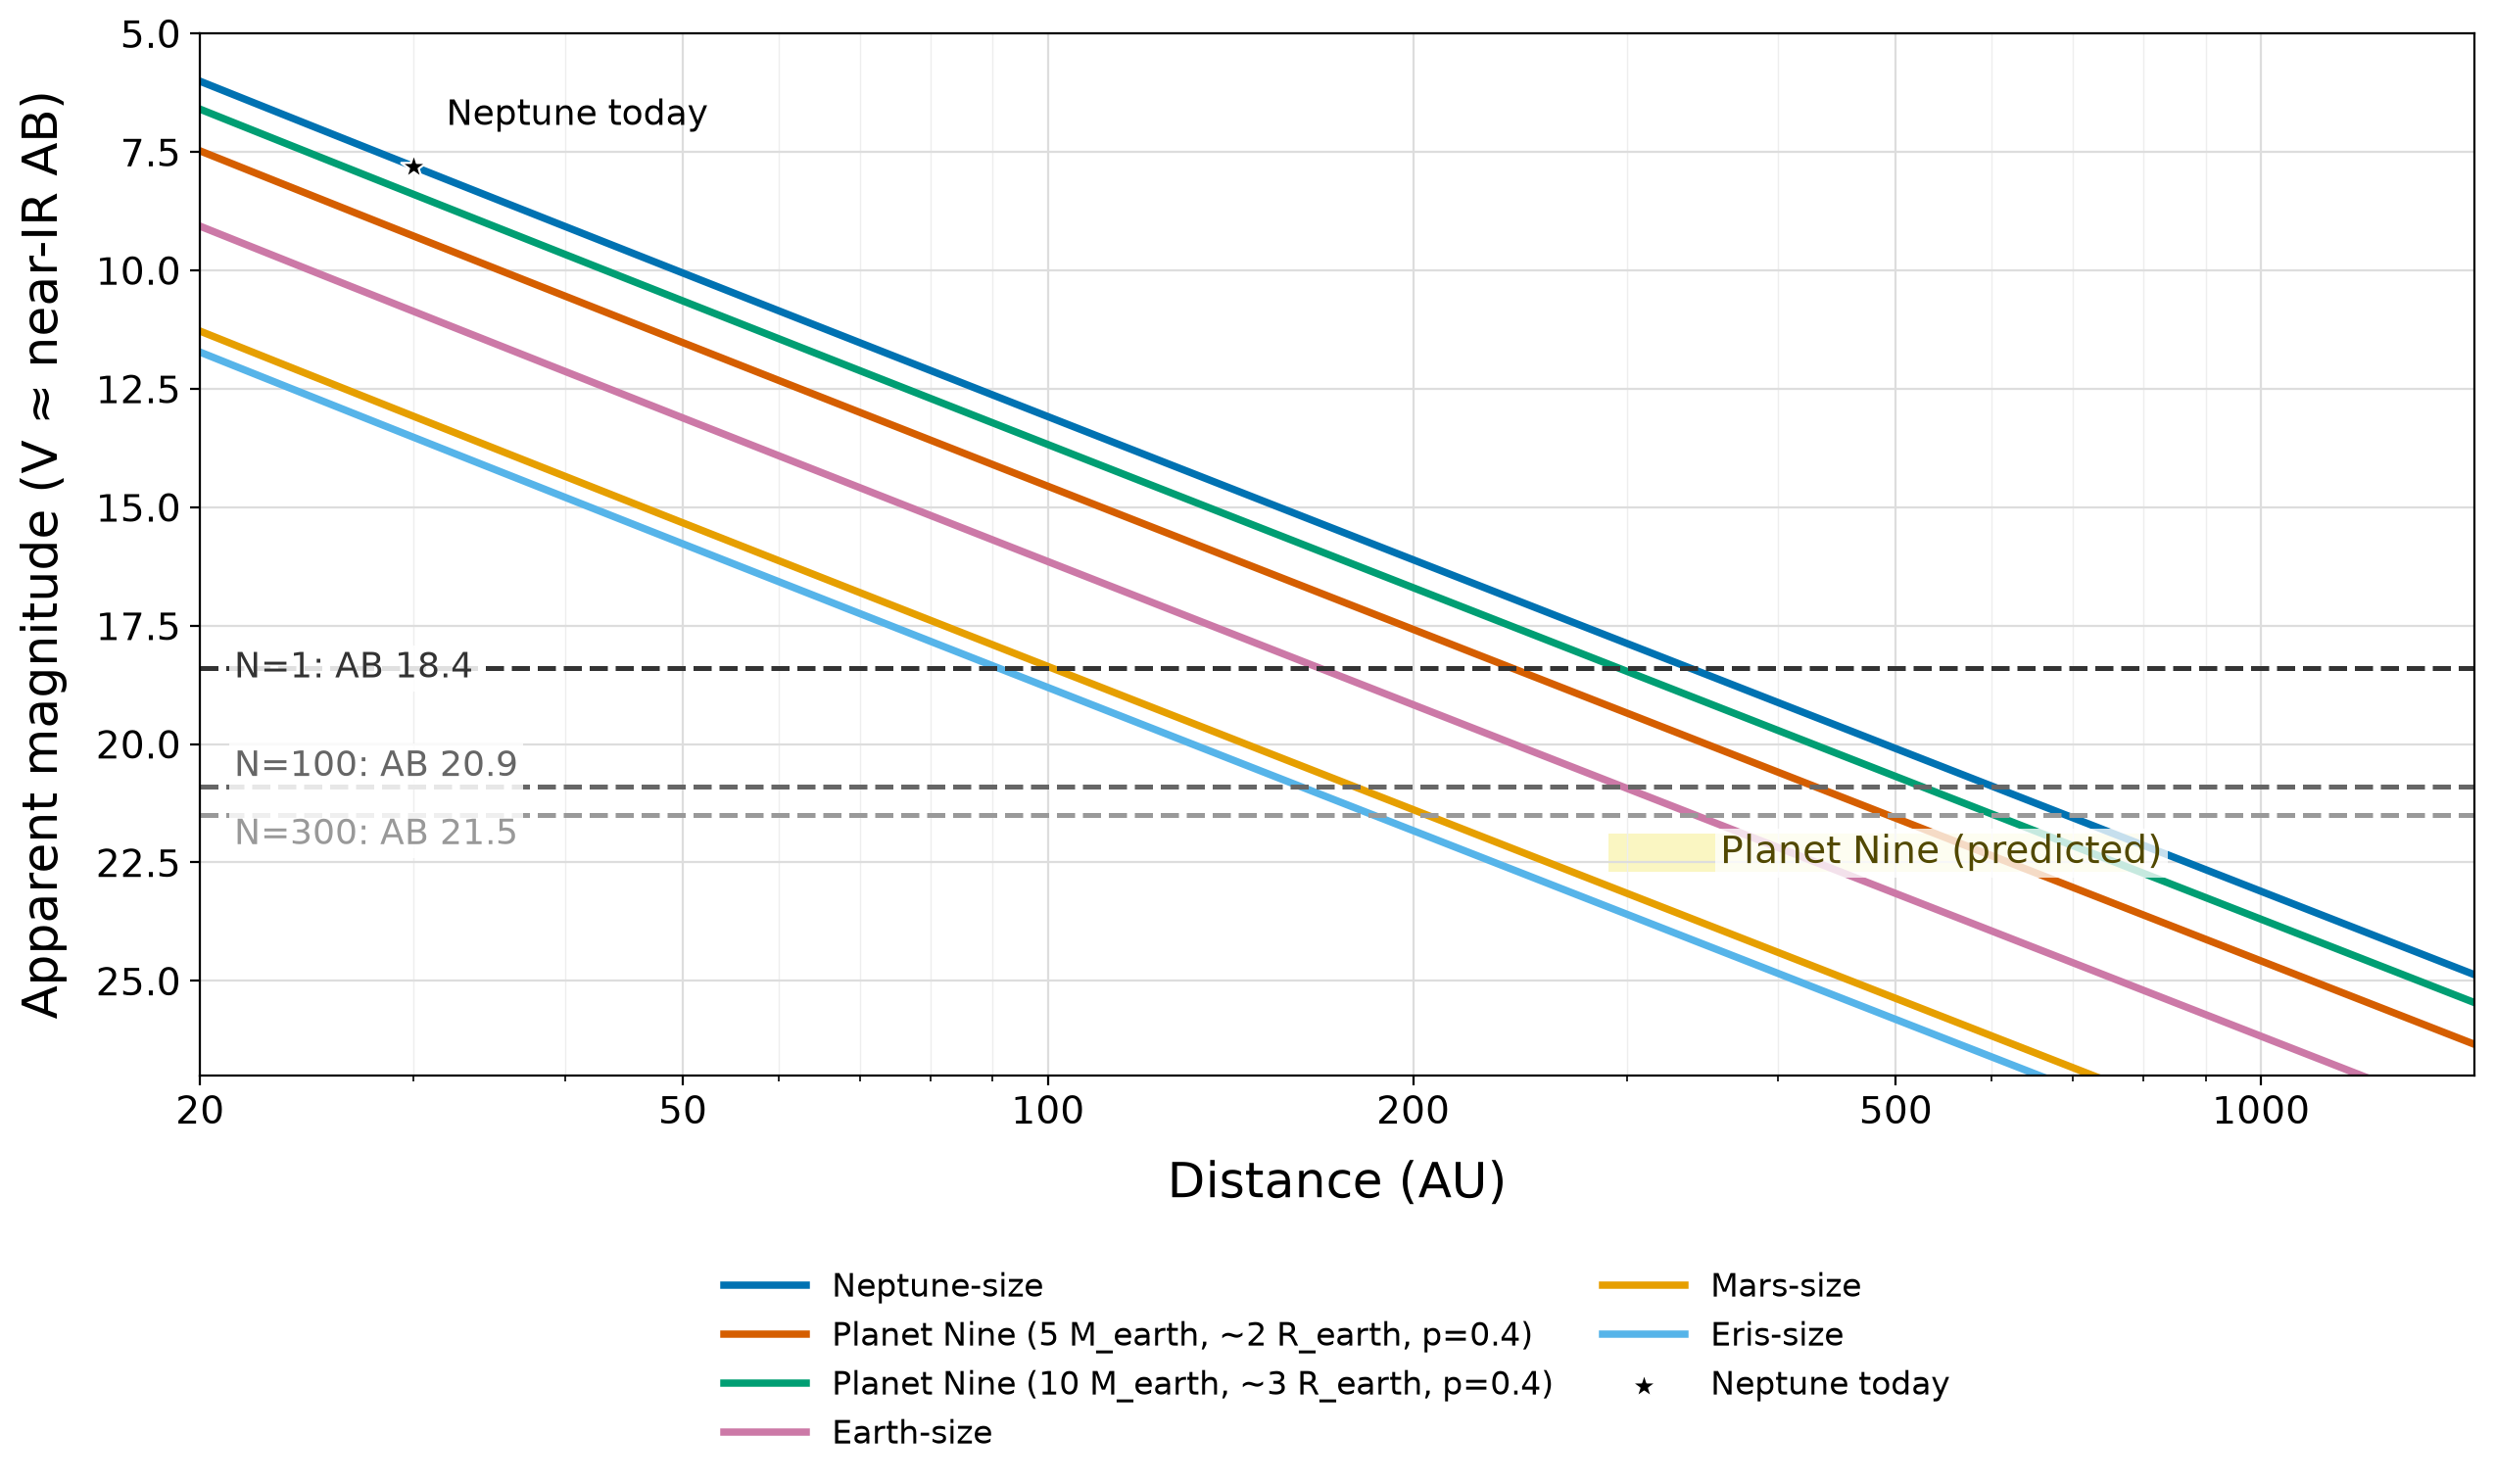 5.0
7.5
10.0
12.5
15.0
17.5
20.0
22.5
25.0
Apparent magnitude (V ≈ near-IR AB)
Neptune today
N=1: AB 18.4
N=100: AB 20.9
N=300: AB 21.5
Planet Nine (predicted)
20 50 100 200 500 1000
Distance (AU)
Neptune-size
Planet Nine (5 M_earth, ~2 R_earth, p=0.4)
Planet Nine (10 M_earth, ~3 R_earth, p=0.4)
Earth-size
Mars-size
Eris-size
Neptune today